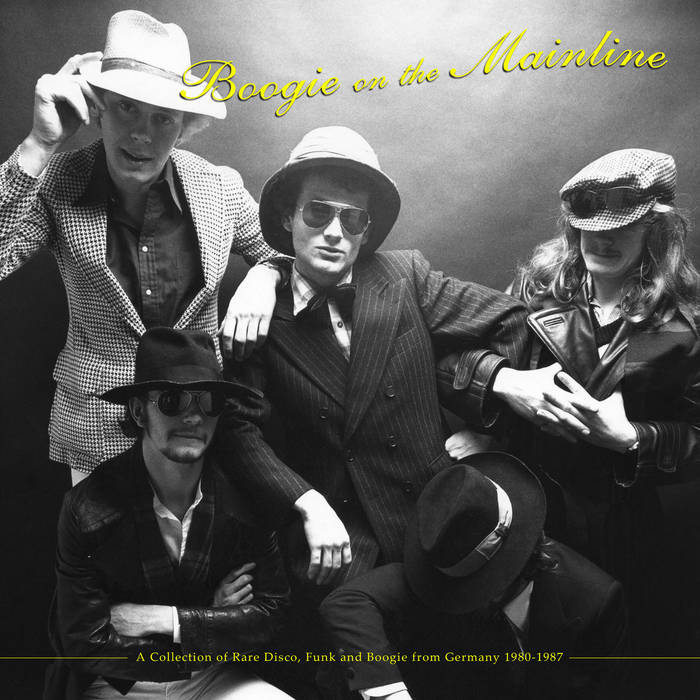 Boogie on the Mainline
A Collection of Rare Disco, Funk and Boogie from Germany 1980-1987